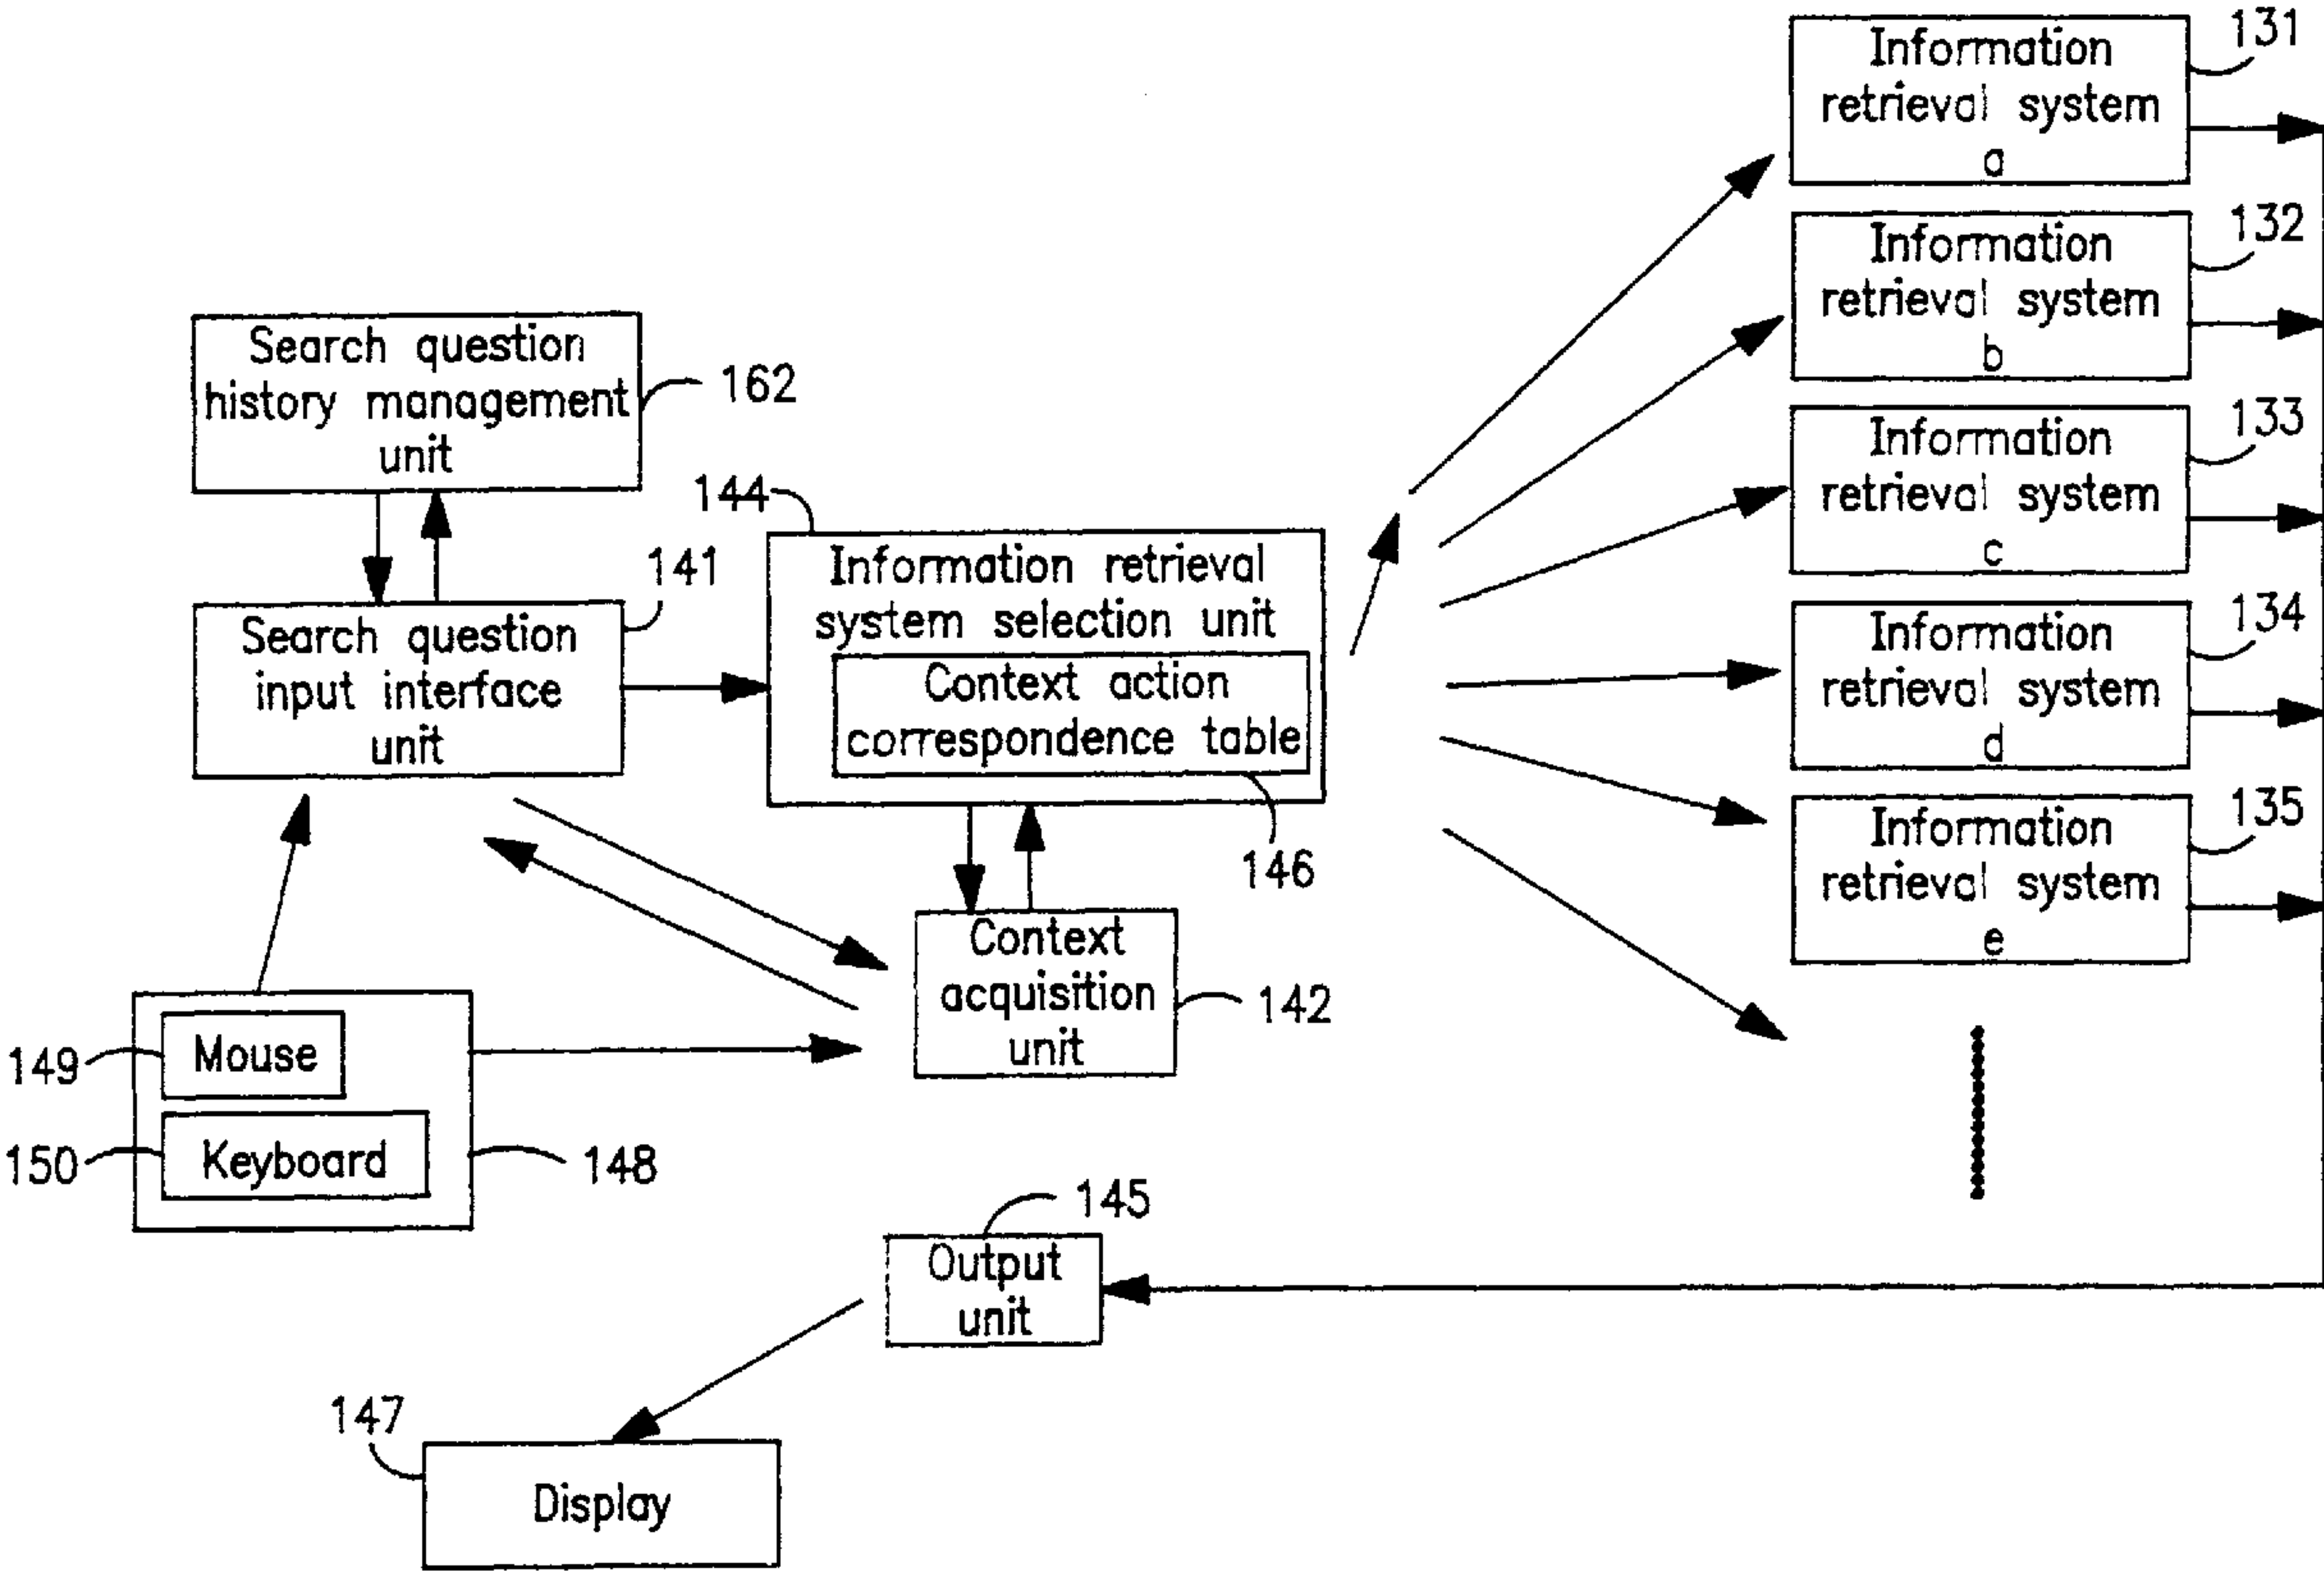 Information
retrieval system
a
131
Information
retrieval system
b
132
Information
retrieval system
c
133
Information
retrieval system
d
134
Information
retrieval system
e
135
Search question
history management
unit
162
144
141
Search question
input interface
unit
Information retrieval
system selection unit
Context action
correspondence table
146
Context
acquisition
unit
142
149
Mouse
150
Keyboard
148
145
Output
unit
147
Display